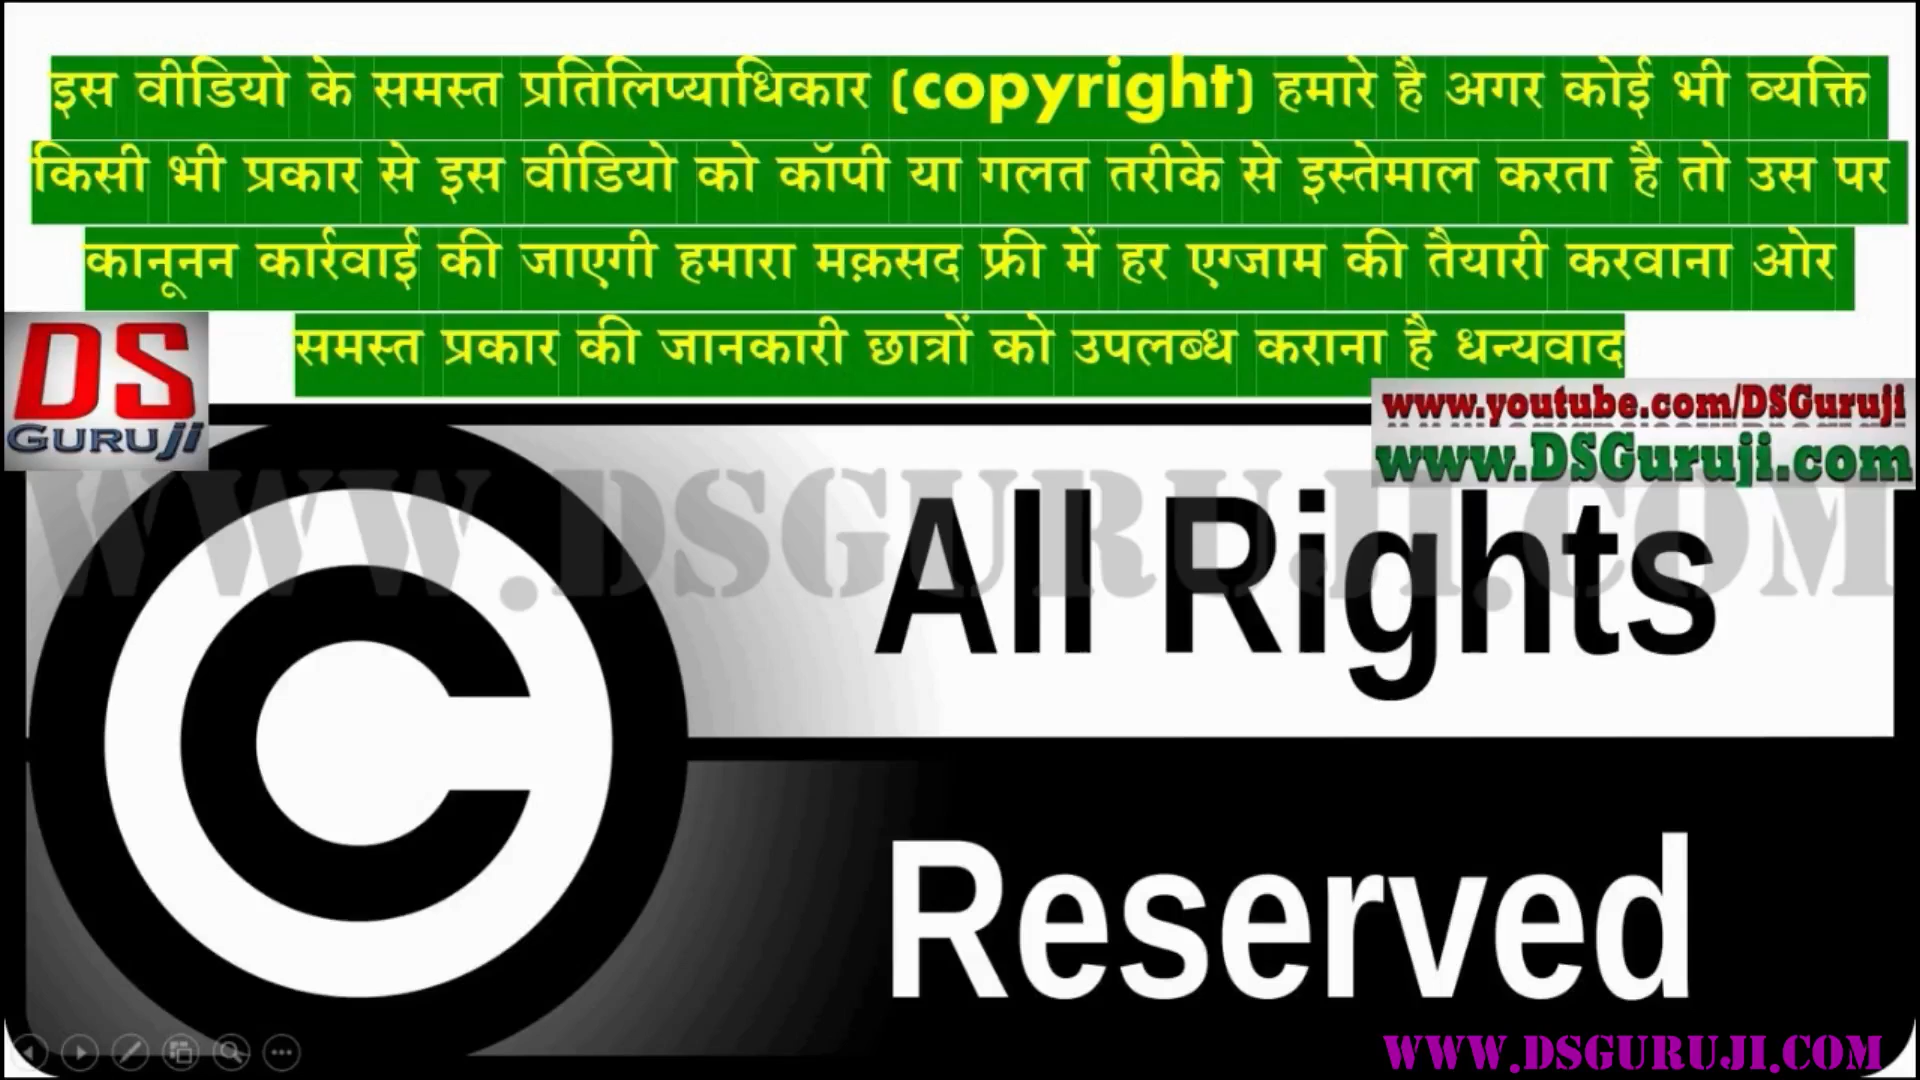 इस वीडियो के समस्त प्रतिलिप्याधिकार (copyright) हमारे है अगर कोई भी व्यक्ति
किसी भी प्रकार से इस वीडियो को कॉपी या गलत तरीके से इस्तेमाल करता है तो उस पर
कानूनन कार्रवाई की जाएगी हमारा मक़सद फ्री में हर एग्जाम की तैयारी करवाना ओर
समस्त प्रकार की जानकारी छात्रों को उपलब्ध कराना है धन्यवाद
DS
GURUji
www.youtube.com/DSGuruji
www.DSGuruji.com
WWW.DSGURUJI.COM
All Rights
Reserved
WWW.DSGURUJI.COM